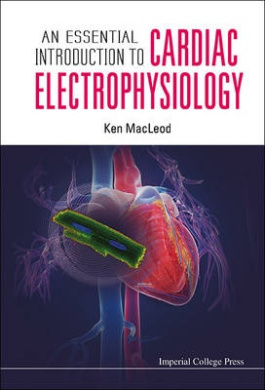 AN ESSENTIAL
INTRODUCTION TO CARDIAC
ELECTROPHYSIOLOGY
Ken MacLeod
Imperial College Press